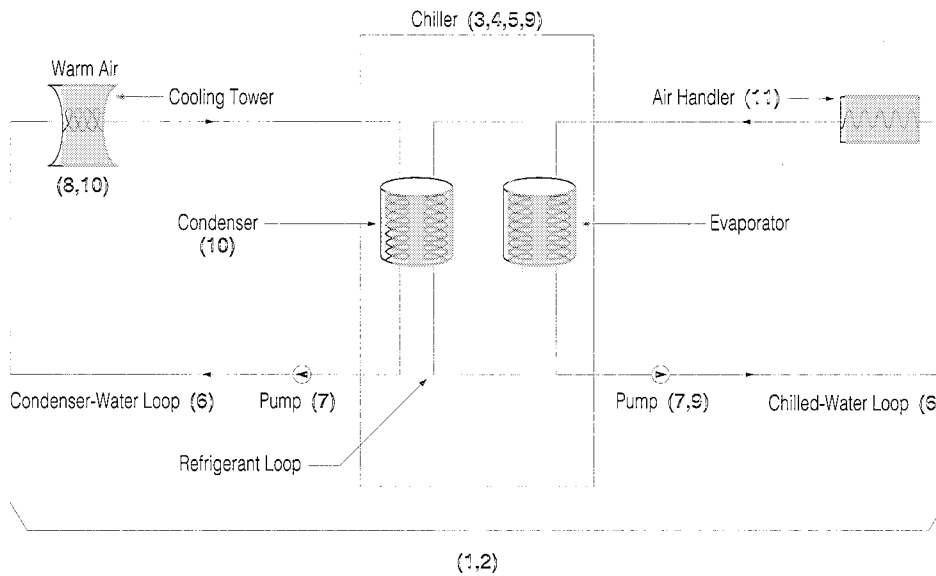 Chiller (3,4,5,9)
Warm Air
Cooling Tower
Air Handler (11)
(8,10)
Condenser
(10)
Evaporator
Condenser-Water Loop (6)
Pump (7)
Pump (7,9)
Chilled-Water Loop (6
Refrigerant Loop
(1,2)